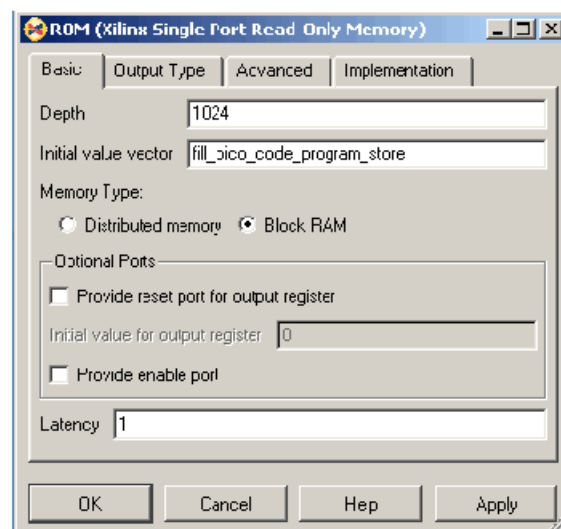 ROM (Xilinx Single Port Read-Only Memory)
Basic Output Type Advanced Implementation
Depth 1024
Initial value vector fill_pico_code_program_store
Memory Type:
Distributed memory Block RAM
Optional Ports
Provide reset port for output register
Initial value for output register 0
Provide enable port
Latency 1
OK Cancel Help Apply